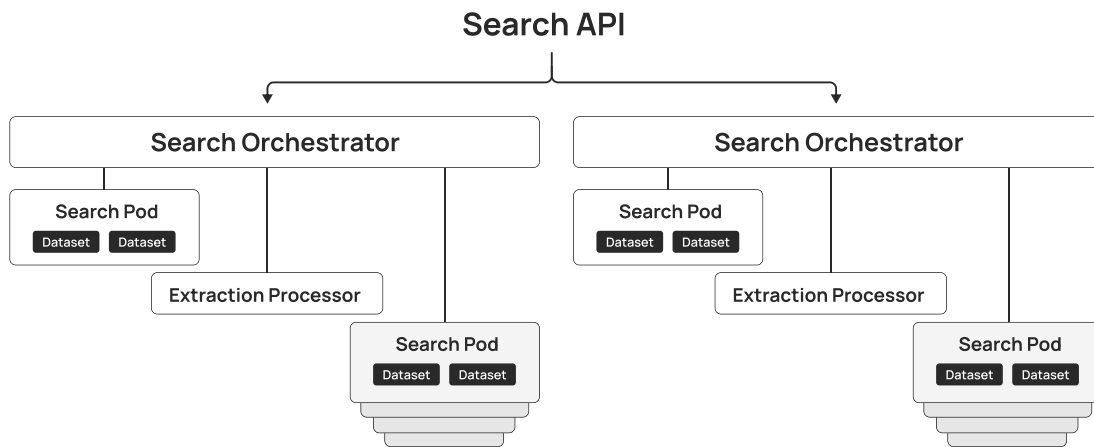 Search API
Search Orchestrator
Search Orchestrator
Search Pod
Dataset Dataset
Search Pod
Dataset Dataset
Extraction Processor
Extraction Processor
Search Pod
Dataset Dataset
Search Pod
Dataset Dataset